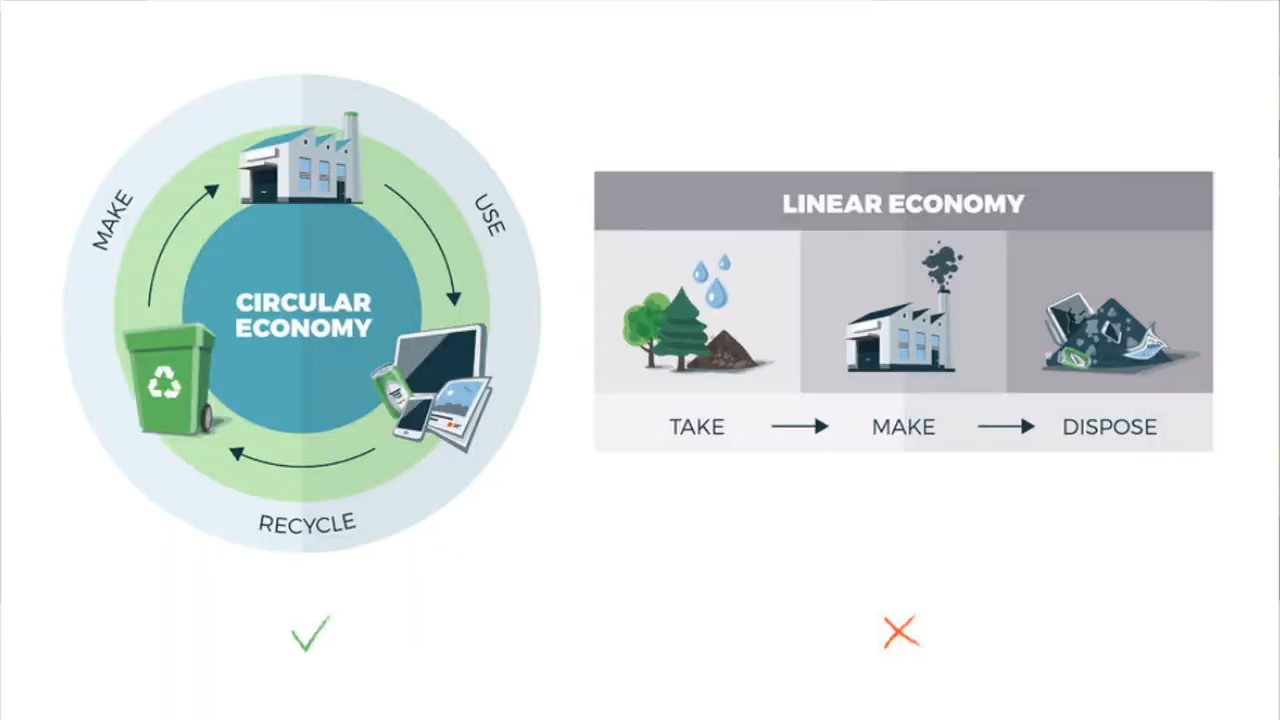 MAKE
USE
CIRCULAR
ECONOMY
RECYCLE
LINEAR ECONOMY
TAKE
MAKE
DISPOSE